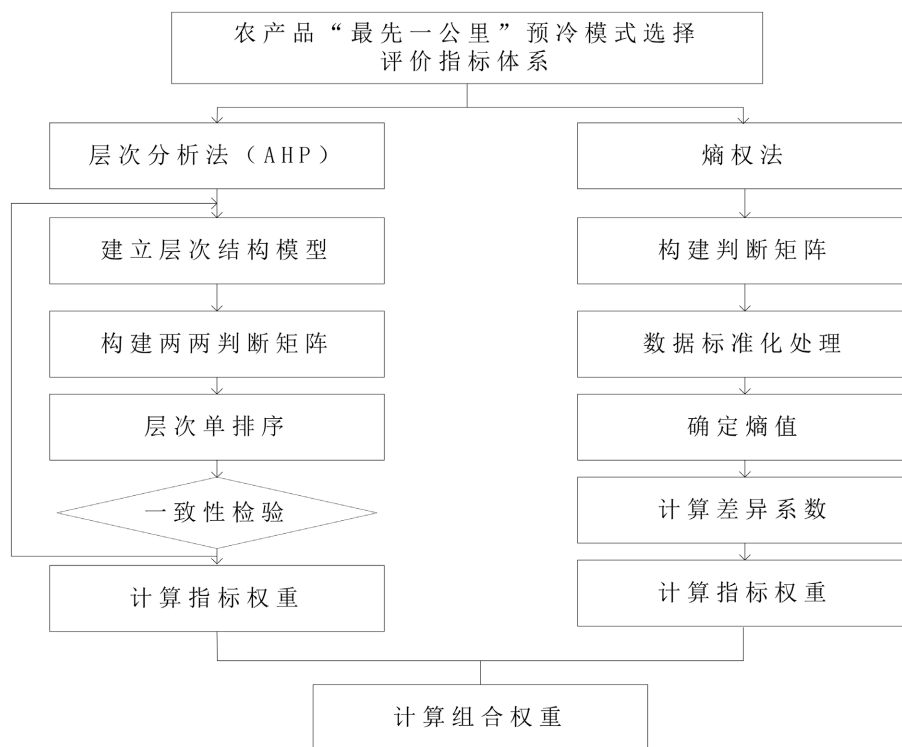 农产品“最先一公里”预冷模式选择
评价指标体系
层次分析法（AHP）
建立层次结构模型
构建两两判断矩阵
层次单排序
一致性检验
计算指标权重
熵权法
构建判断矩阵
数据标准化处理
确定熵值
计算差异系数
计算指标权重
计算组合权重